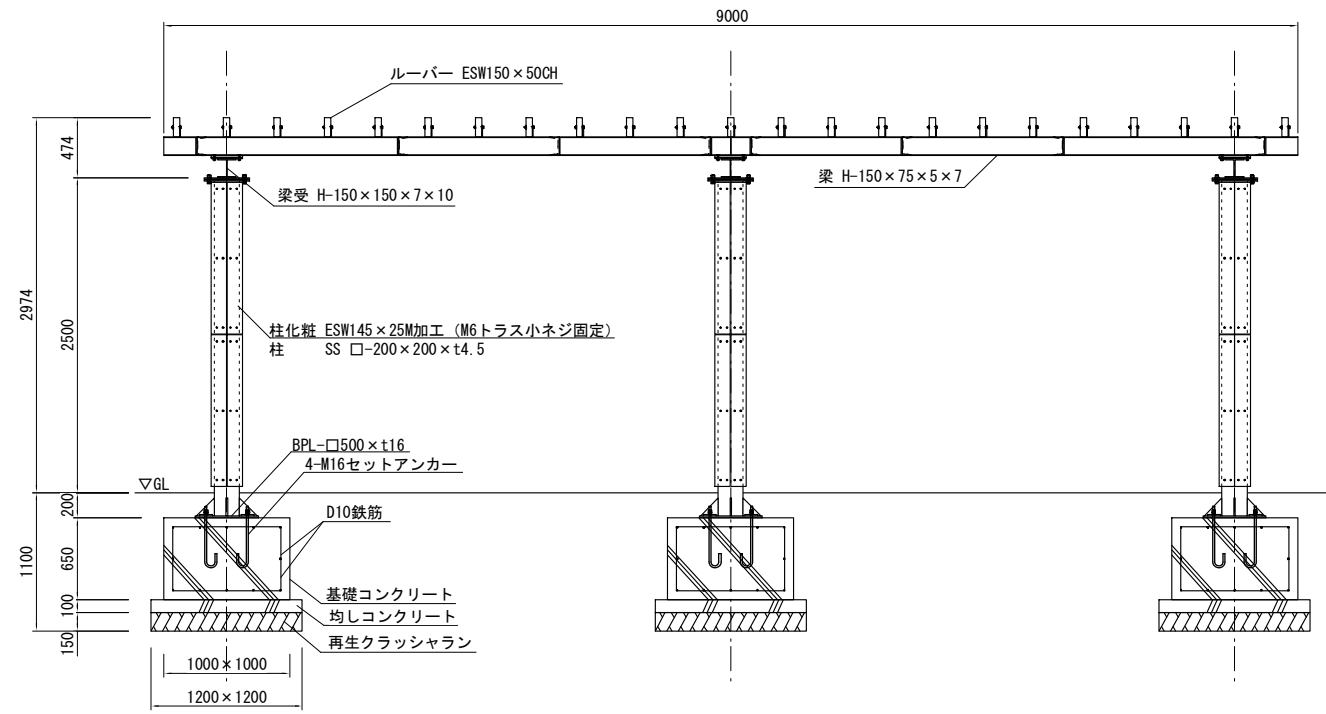 9000
ルーバー ESW150×50CH
474
梁受 H-150×150×7×10
梁 H-150×75×5×7
2974
2500
柱化粧 ESW145×25M加工（M6トラス小ネジ固定）
柱 SS □-200×200×t4.5
BPL-□500×t16
4-M16セットアンカー
▽GL
200
D10鉄筋
1100
650
基礎コンクリート
100
均しコンクリート
150
再生クラッシャラン
1000×1000
1200×1200